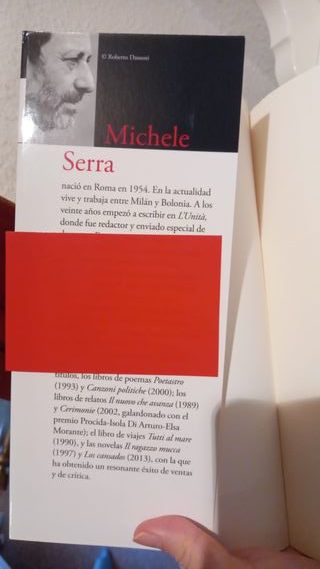 © Roberto Danossi
Michele
Serra
nació en Roma en 1954. En la actualidad
vive y trabaja entre Milán y Bolonia. A los
veinte años empezó a escribir en L'Unità,
donde fue redactor y enviado especial de
títulos, los libros de poemas Poetastro
(1993) y Canzoni politiche (2000); los
libros de relatos Il nuovo che avanza (1989)
y Cerimonie (2002, galardonado con el
premio Procida-Isola Di Arturo-Elsa
Morante); el libro de viajes Tutti al mare
(1990), y las novelas Il ragazzo mucca
(1997) y Los cansados (2013), con la que
ha obtenido un resonante éxito de ventas
y de crítica.